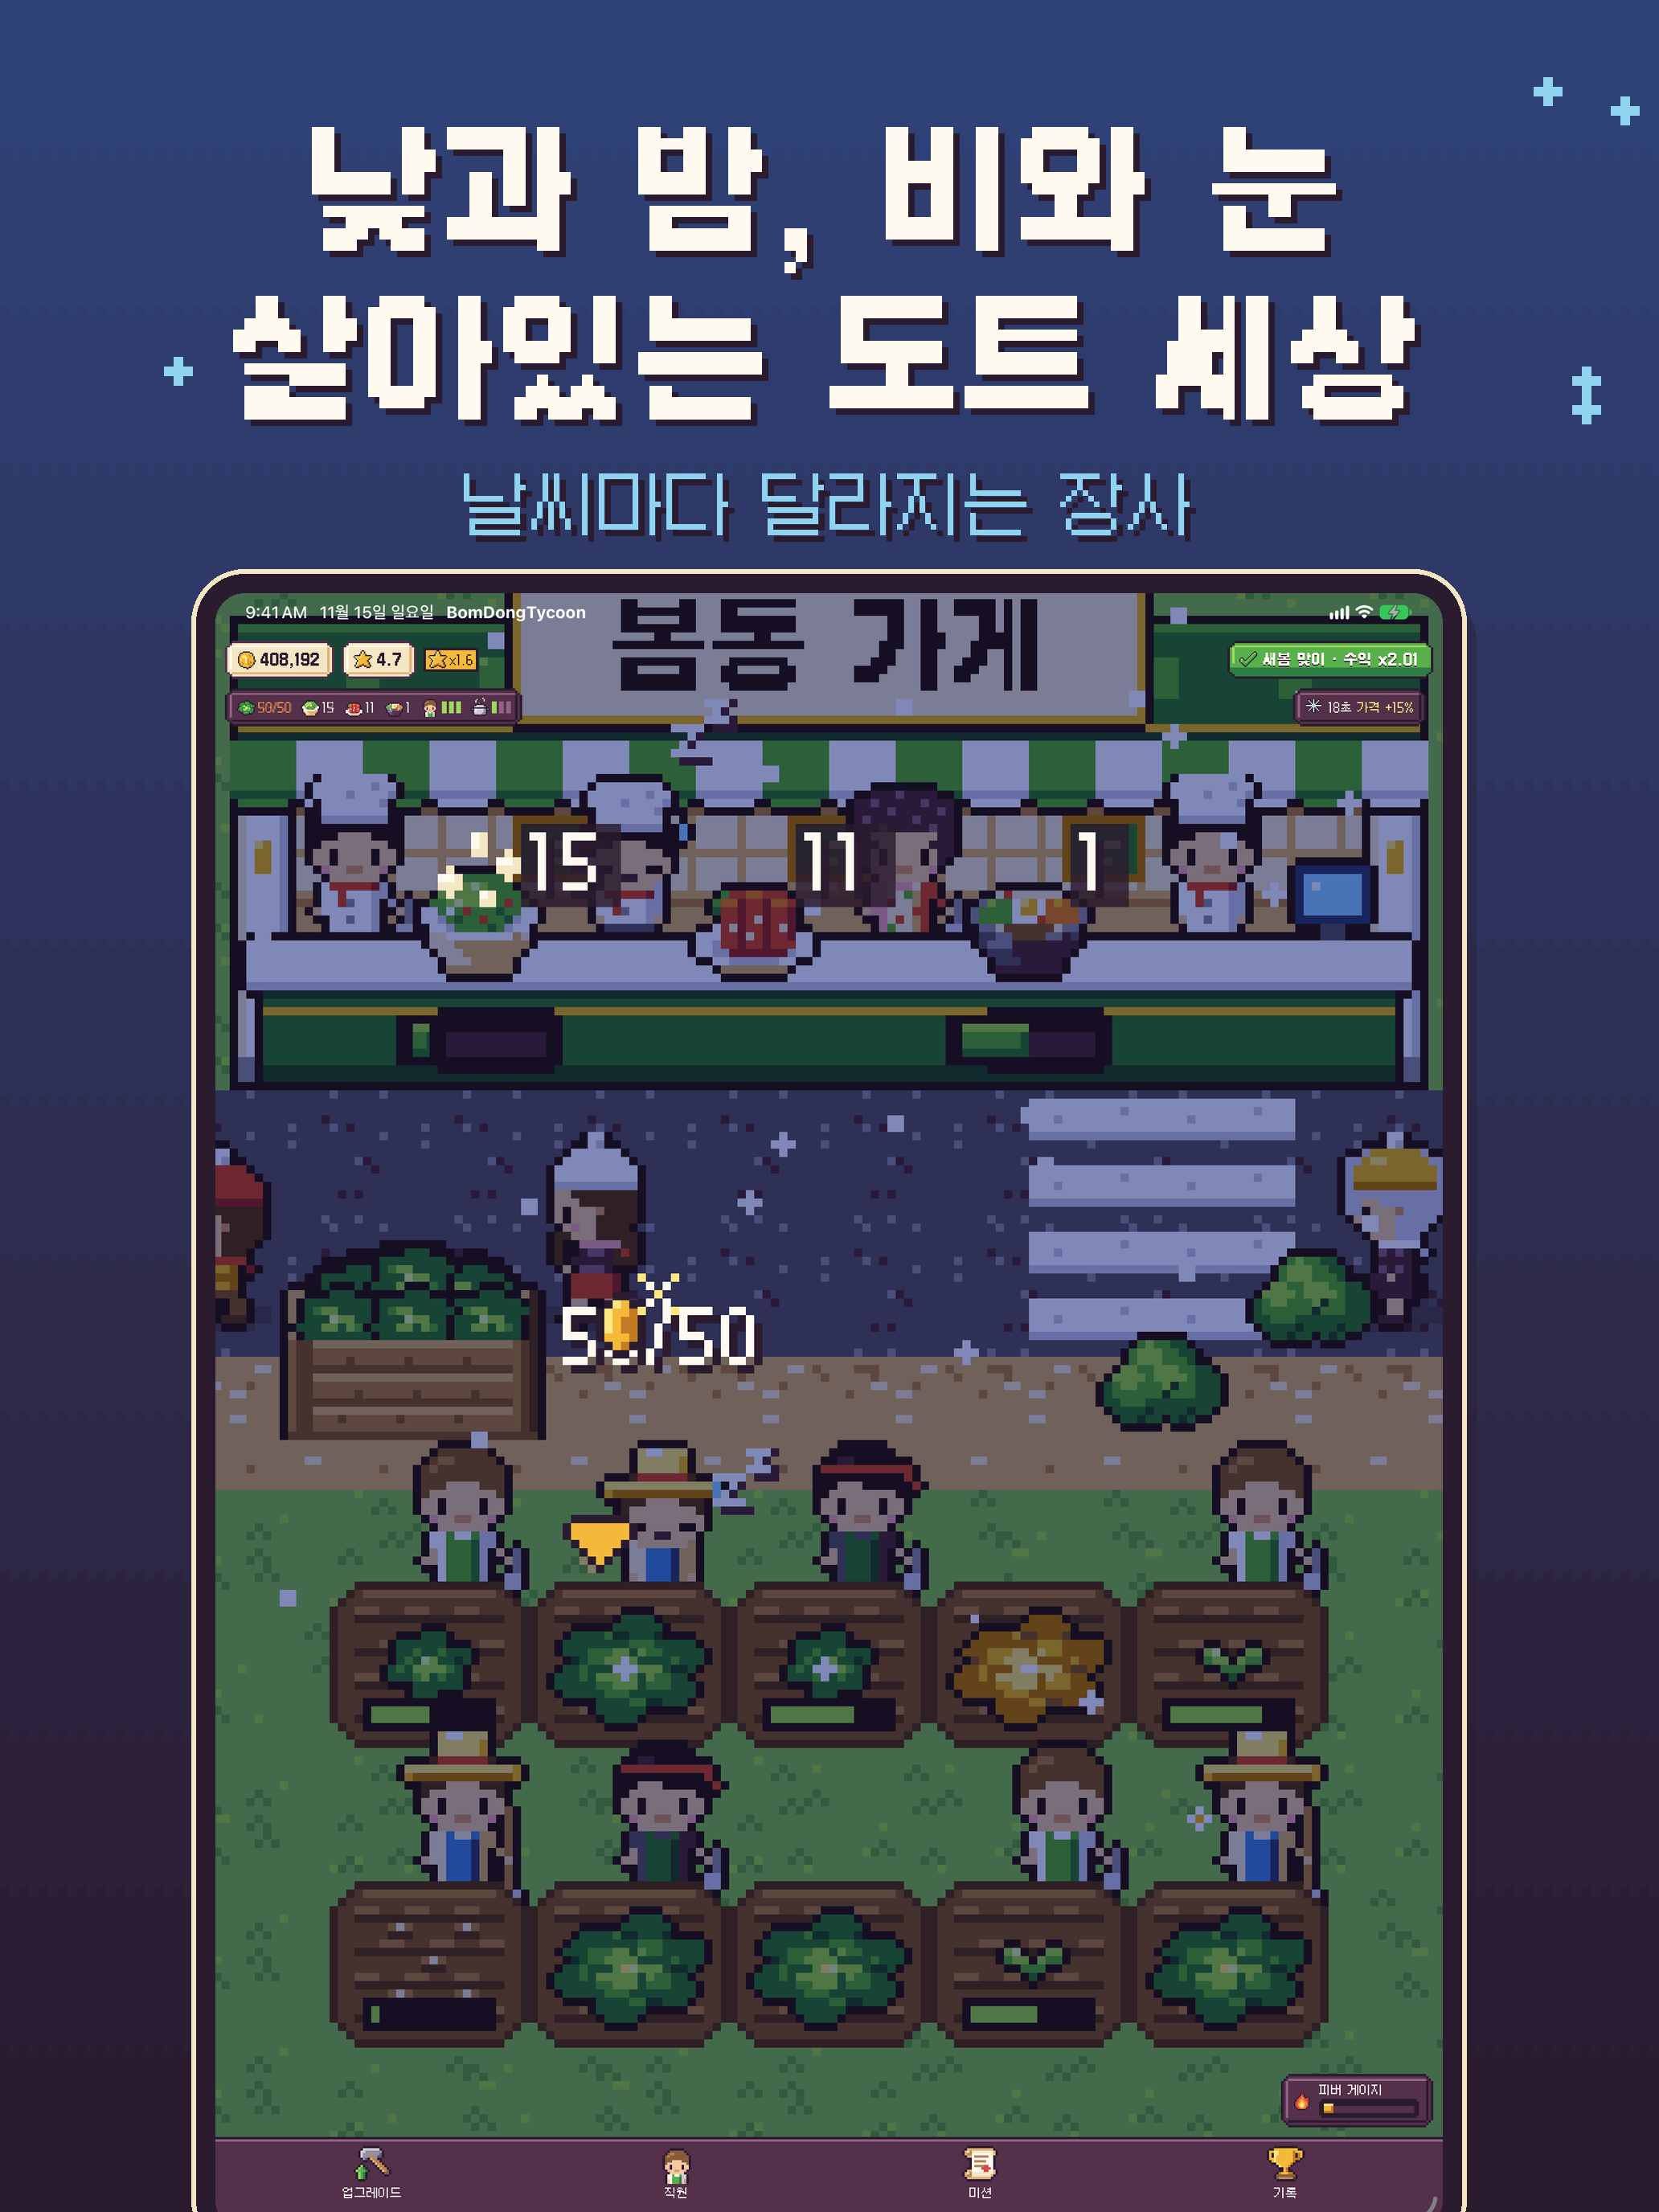 낮과 밤, 비와 눈
살아있는 도트 세상
날씨마다 달라지는 장사
9:41 AM 11월 15일 일요일 BomDongTycoon
봄동 가게
408,192 4.7 x1.6
새봄 맞이 · 수익 x2.01
50/50 15 11 1
18초 가격 +15%
15 11 1
50/50
피버 게이지
업그레이드 직원 미션 기록